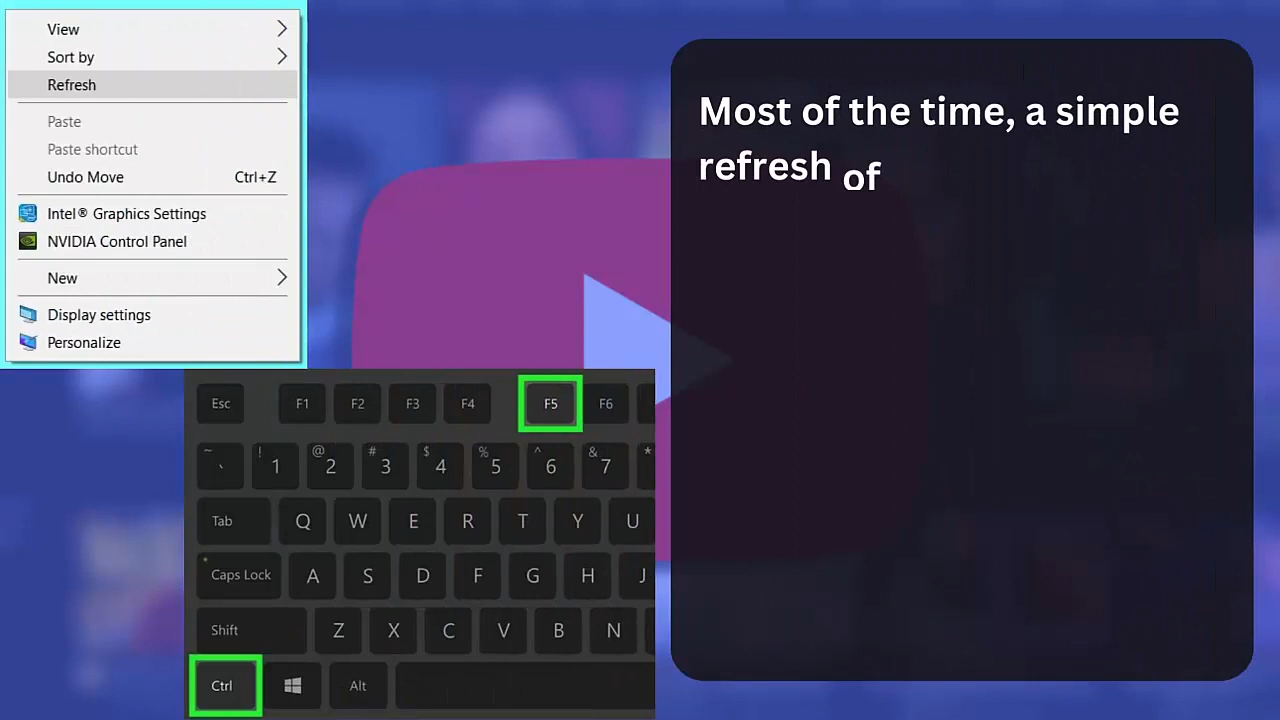 View
Sort by
Refresh
Paste
Paste shortcut
Undo Move Ctrl+Z
Intel® Graphics Settings
NVIDIA Control Panel
New
Display settings
Personalize
Most of the time, a simple
refresh of
Esc F1 F2 F3 F4 F5 F6
~ ` ! 1 @ 2 # 3 $ 4 % 5 ^ 6 & 7 *
Tab Q W E R T Y U
Caps Lock A S D F G H J
Shift Z X C V B N
Ctrl Alt